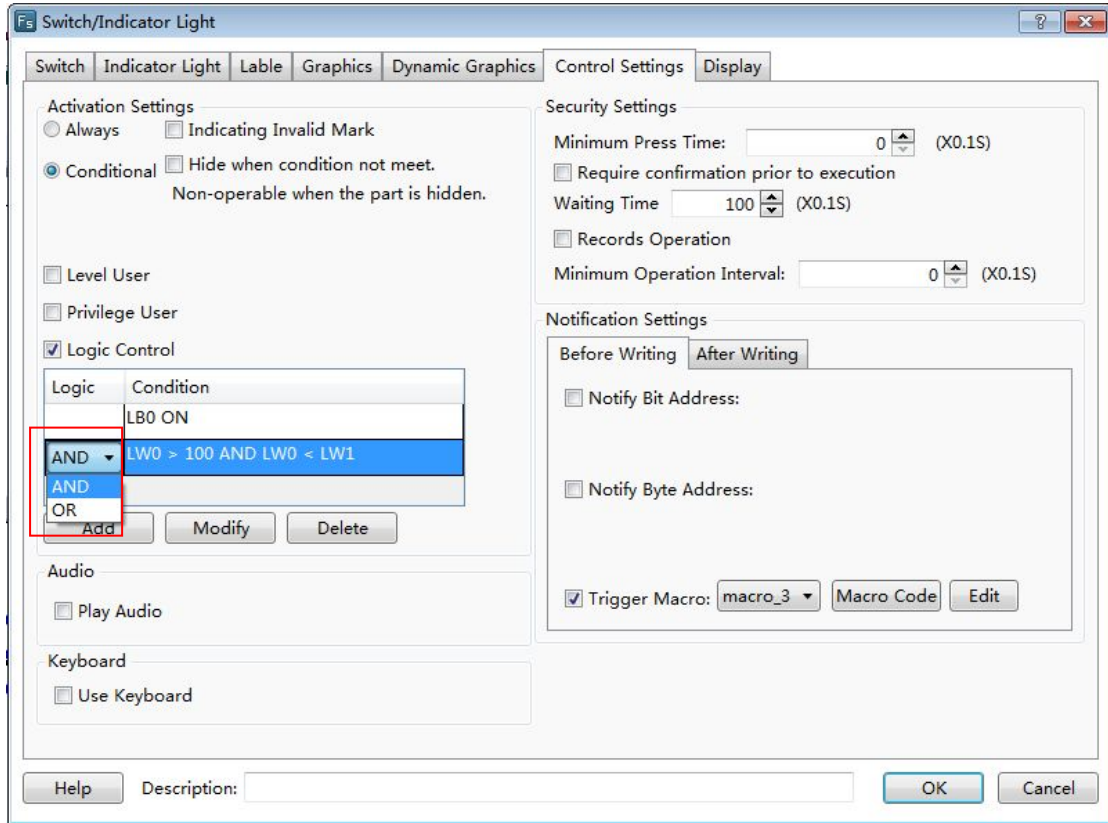 Fs Switch/Indicator Light
Switch Indicator Light Lable Graphics Dynamic Graphics Control Settings Display
Activation Settings
Always
Indicating Invalid Mark
Conditional
Hide when condition not meet.
Non-operable when the part is hidden.
Level User
Privilege User
Logic Control
Logic Condition
LB0 ON
AND LW0 > 100 AND LW0 < LW1
AND
OR
Add Modify Delete
Audio
Play Audio
Keyboard
Use Keyboard
Security Settings
Minimum Press Time: 0 (X0.1S)
Require confirmation prior to execution
Waiting Time 100 (X0.1S)
Records Operation
Minimum Operation Interval: 0 (X0.1S)
Notification Settings
Before Writing After Writing
Notify Bit Address:
Notify Byte Address:
Trigger Macro: macro_3 Macro Code Edit
Help Description: OK Cancel